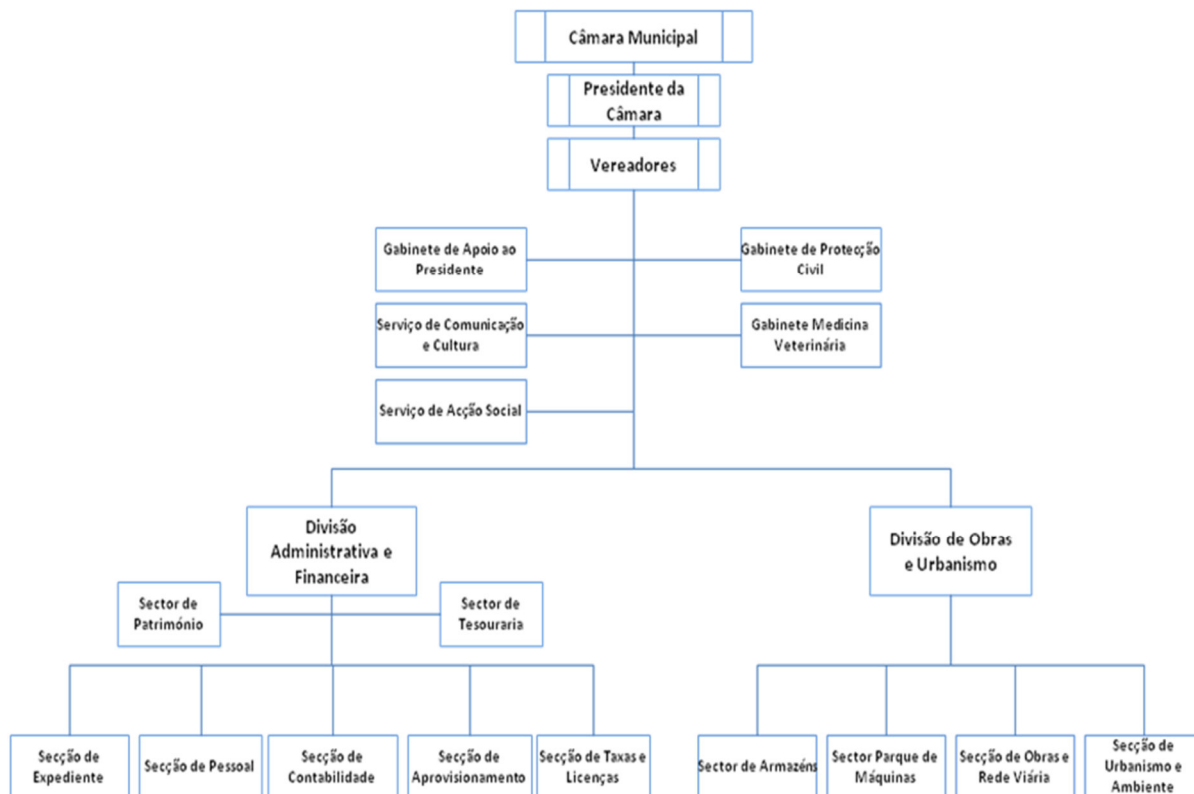 Câmara Municipal
Presidente da
Câmara
Vereadores
Gabinete de Apoio ao
Presidente
Gabinete de Protecção
Civil
Serviço de Comunicação
e Cultura
Gabinete Medicina
Veterinária
Serviço de Acção Social
Divisão
Administrativa e
Financeira
Divisão de Obras
e Urbanismo
Sector de
Património
Sector de
Tesouraria
Secção de
Expediente
Secção de Pessoal
Secção de
Contabilidade
Secção de
Aprovisionamento
Secção de Taxas e
Licenças
Sector de Armazéns
Sector Parque de
Máquinas
Secção de Obras e
Rede Viária
Secção de
Urbanismo e
Ambiente